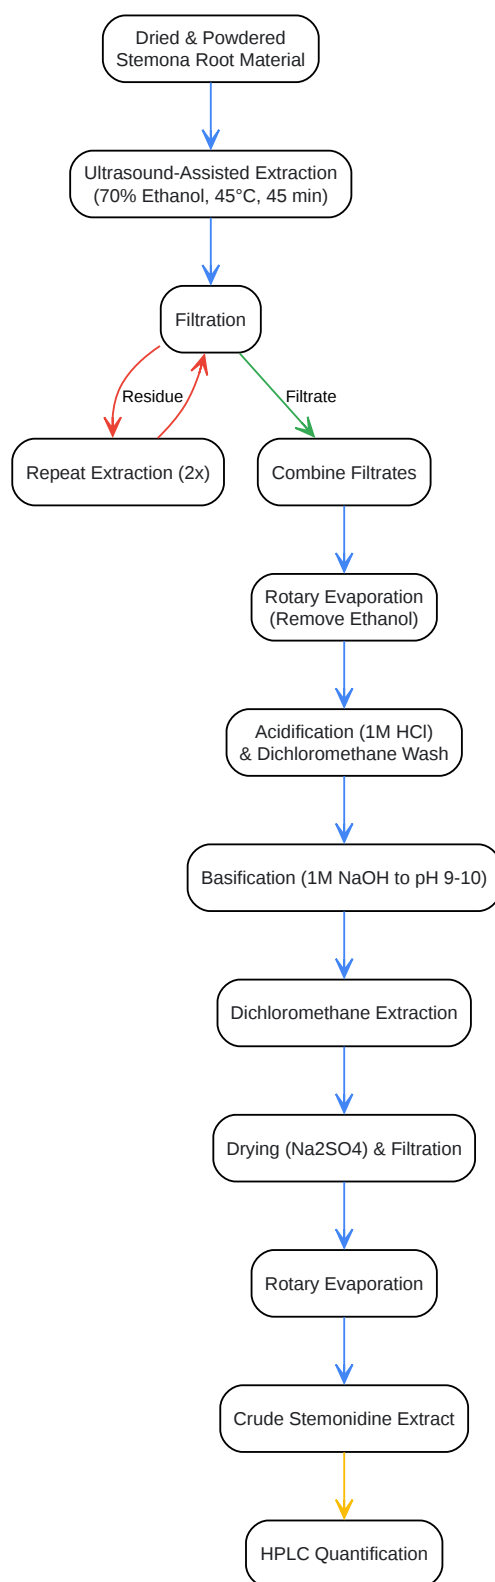 Dried & Powdered
Stemona Root Material
Ultrasound-Assisted Extraction
(70% Ethanol, 45°C, 45 min)
Filtration
Residue
Filtrate
Repeat Extraction (2x)
Combine Filtrates
Rotary Evaporation
(Remove Ethanol)
Acidification (1M HCl)
& Dichloromethane Wash
Basification (1M NaOH to pH 9-10)
Dichloromethane Extraction
Drying (Na2SO4) & Filtration
Rotary Evaporation
Crude Stemonidine Extract
HPLC Quantification